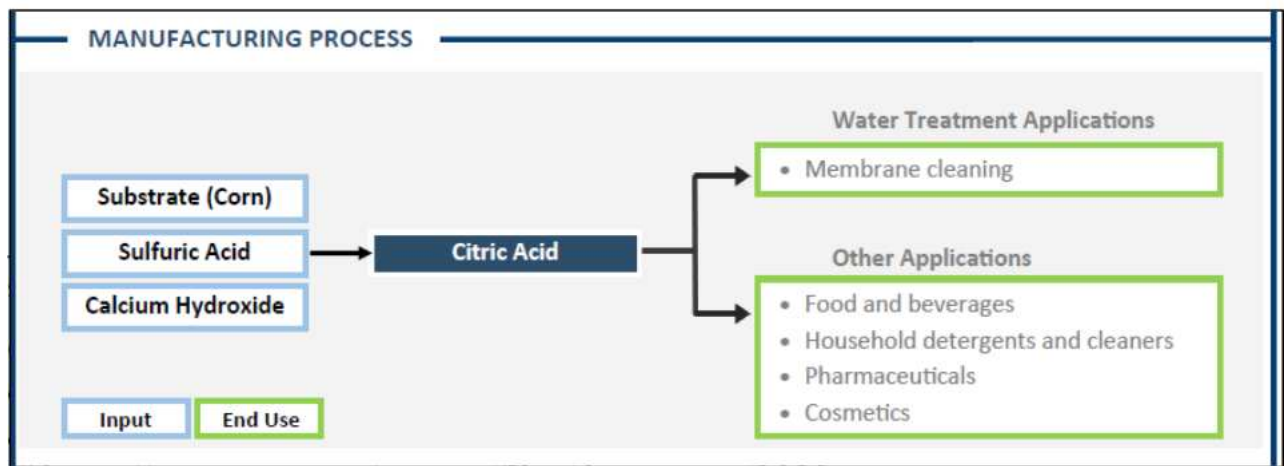 MANUFACTURING PROCESS
Water Treatment Applications
• Membrane cleaning
Substrate (Corn)
Sulfuric Acid
Calcium Hydroxide
Citric Acid
Other Applications
• Food and beverages
• Household detergents and cleaners
• Pharmaceuticals
• Cosmetics
Input
End Use